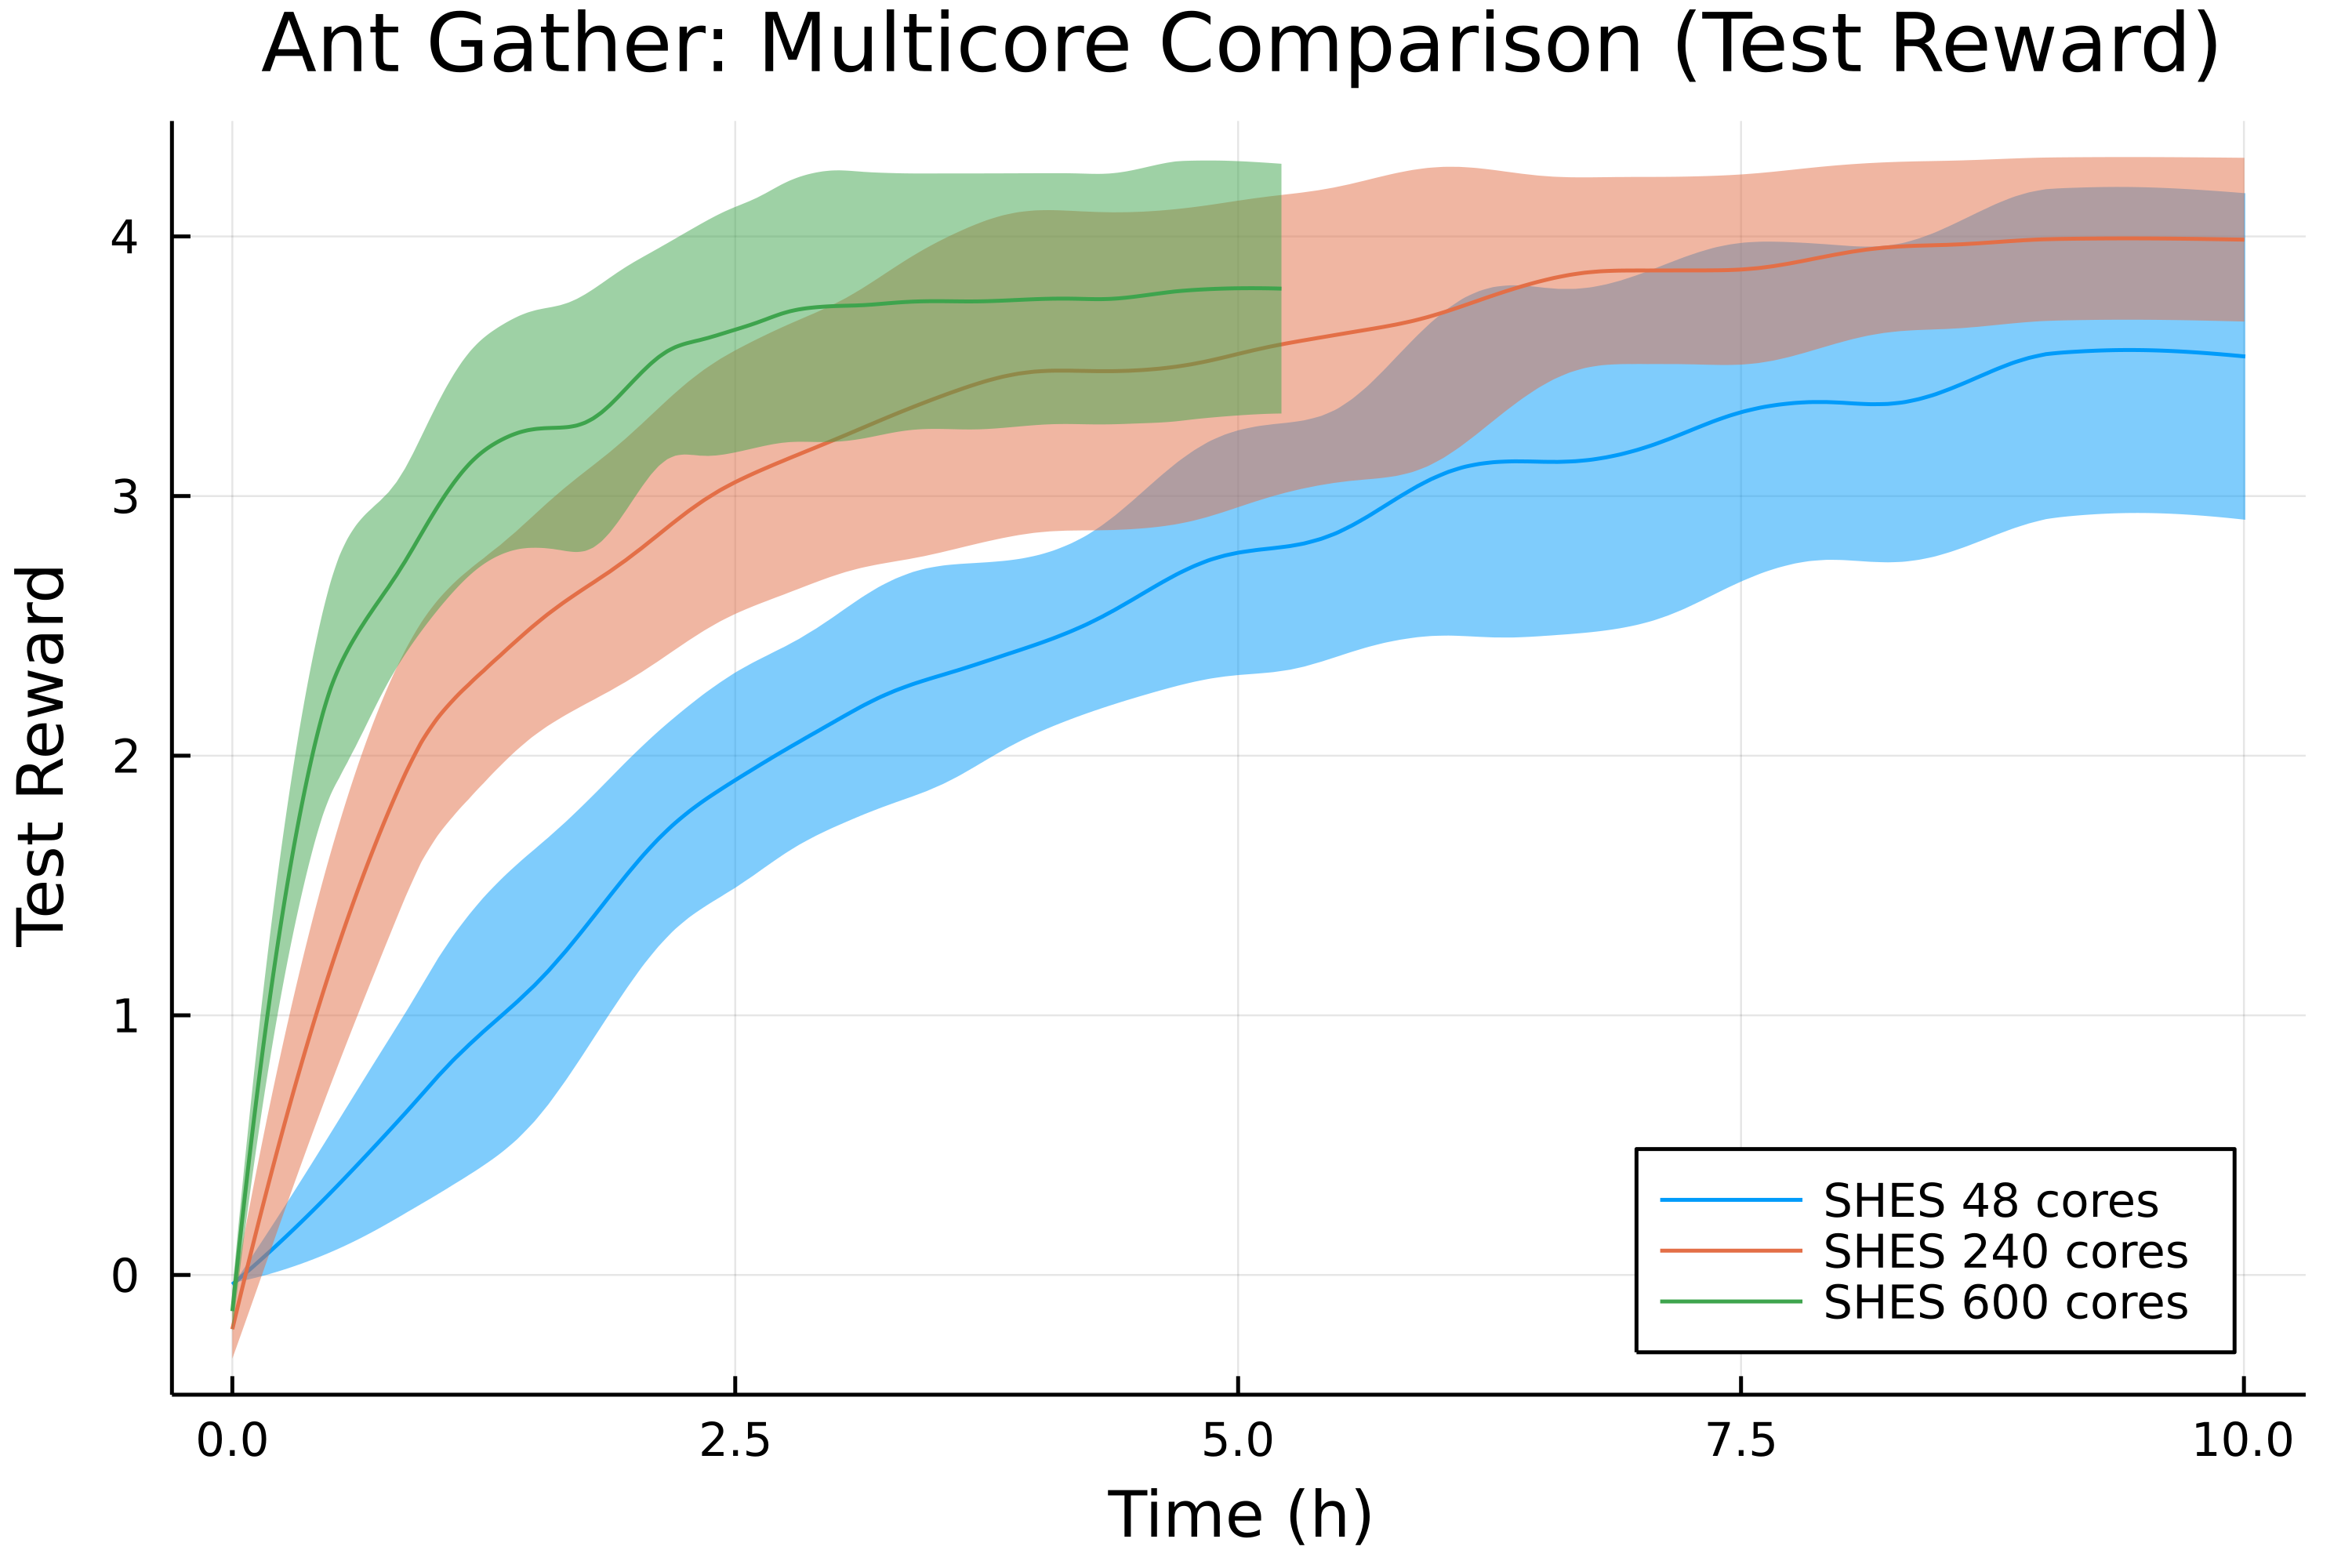 Ant Gather: Multicore Comparison (Test Reward)
Test Reward
4
3
2
1
0
0.0 2.5 5.0 7.5 10.0
Time (h)
SHES 48 cores
SHES 240 cores
SHES 600 cores